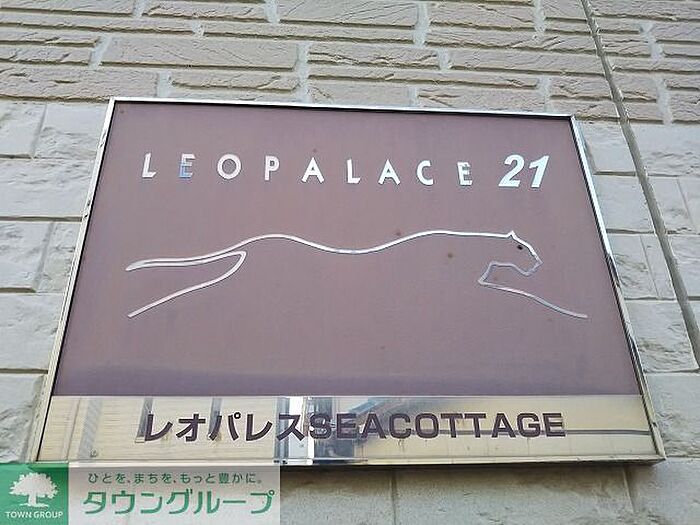 LEOPALACE 21
レオパレスSEACOTTAGE
ひとを、まちを、もっと豊かに。
タウングループ
TOWN GROUP